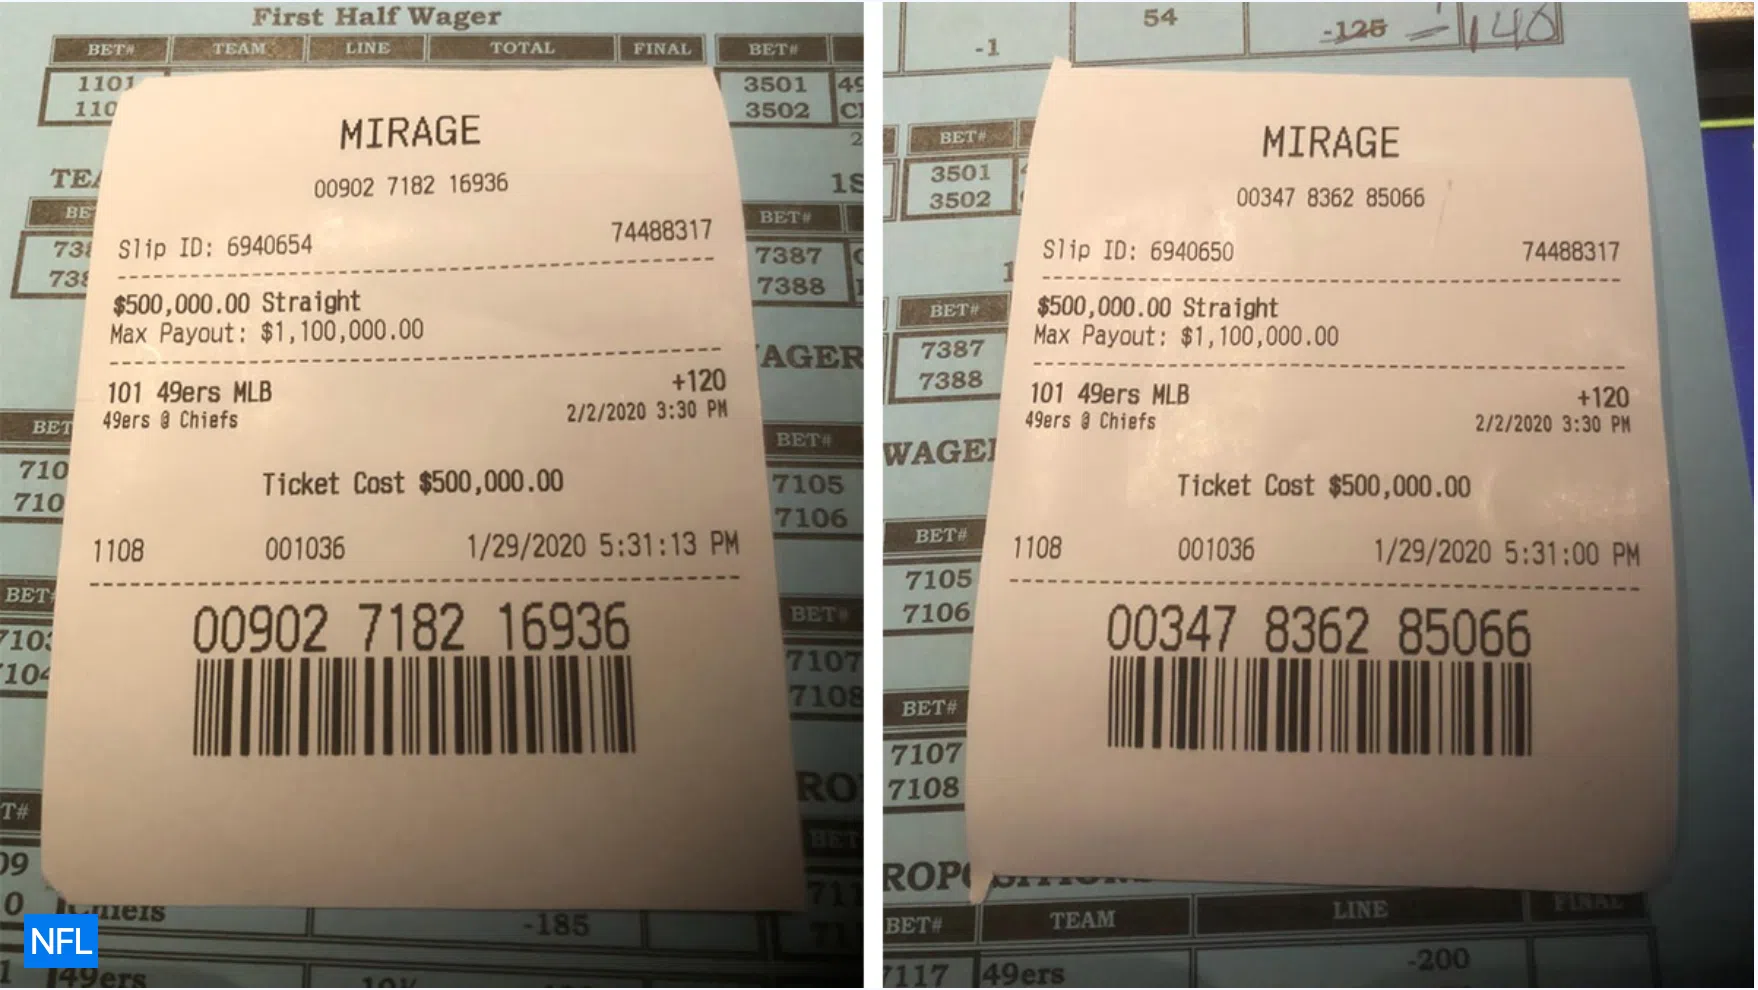 First Half Wager
BET# TEAM LINE TOTAL FINAL BET#
1101 3501
3502
MIRAGE
00902 7182 16936
Slip ID: 6940654 74488317
$500,000.00 Straight
Max Payout: $1,100,000.00
101 49ers MLB +120
49ers @ Chiefs 2/2/2020 3:30 PM
Ticket Cost $500,000.00
1108 001036 1/29/2020 5:31:13 PM
00902 7182 16936
BET#
7387
7388
BET#
7105
7106
BET#
7107
7108
Chiefs -185
49ers
NFL
54
-1 -125 140
BET#
3501
3502
BET#
7387
7388
BET#
7105
7106
BET#
7107
7108
MIRAGE
00347 8362 85066
Slip ID: 6940650 74488317
$500,000.00 Straight
Max Payout: $1,100,000.00
101 49ers MLB +120
49ers @ Chiefs 2/2/2020 3:30 PM
Ticket Cost $500,000.00
1108 001036 1/29/2020 5:31:00 PM
00347 8362 85066
BET# TEAM LINE FINAL
7117 49ers -200